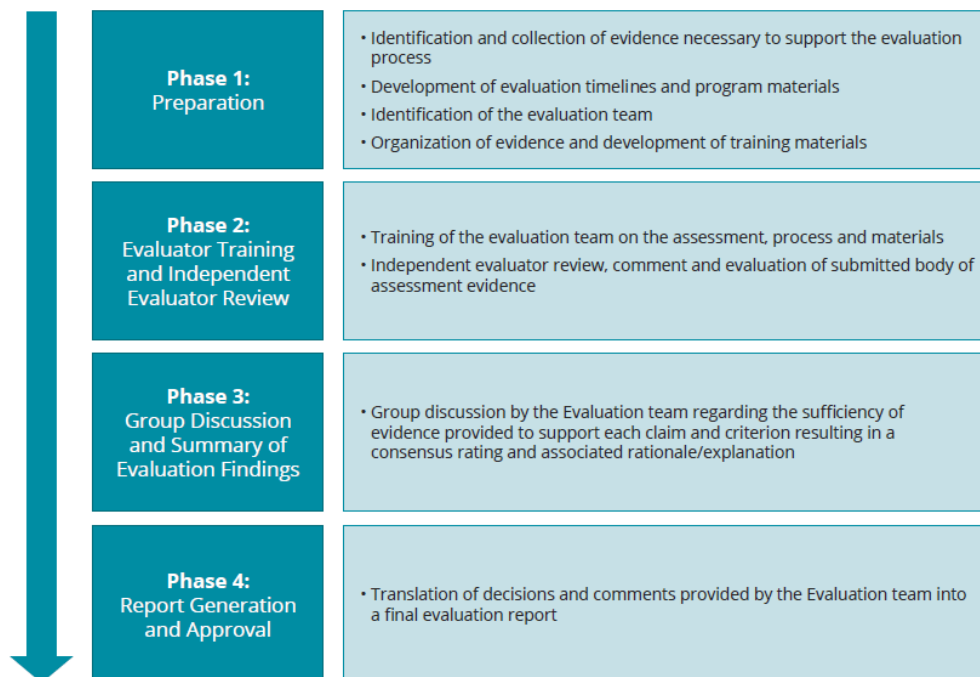 Phase 1:
Preparation
• Identification and collection of evidence necessary to support the evaluation
process
• Development of evaluation timelines and program materials
• Identification of the evaluation team
• Organization of evidence and development of training materials
Phase 2:
Evaluator Training
and Independent
Evaluator Review
• Training of the evaluation team on the assessment, process and materials
• Independent evaluator review, comment and evaluation of submitted body of
assessment evidence
Phase 3:
Group Discussion
and Summary of
Evaluation Findings
• Group discussion by the Evaluation team regarding the sufficiency of
evidence provided to support each claim and criterion resulting in a
consensus rating and associated rationale/explanation
Phase 4:
Report Generation
and Approval
• Translation of decisions and comments provided by the Evaluation team into
a final evaluation report